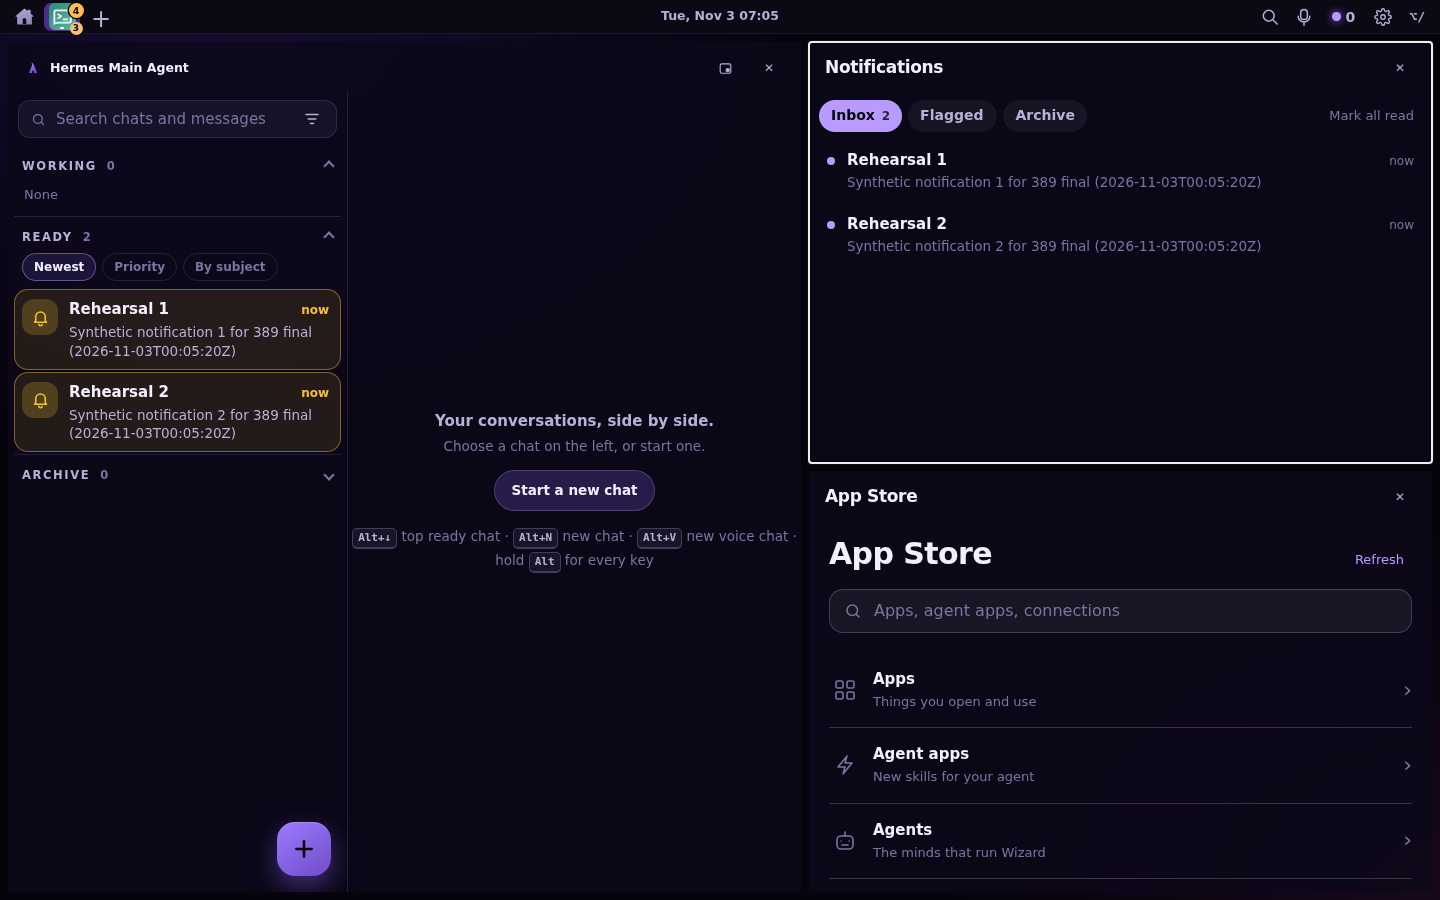 4
3
Tue, Nov 3 07:05
0
⌥/
Hermes Main Agent
Search chats and messages
WORKING 0
None
READY 2
Newest Priority By subject
Rehearsal 1 now
Synthetic notification 1 for 389 final
(2026-11-03T00:05:20Z)
Rehearsal 2 now
Synthetic notification 2 for 389 final
(2026-11-03T00:05:20Z)
ARCHIVE 0
Your conversations, side by side.
Choose a chat on the left, or start one.
Start a new chat
Alt+↓ top ready chat · Alt+N new chat · Alt+V new voice chat ·
hold Alt for every key
Notifications
Inbox 2 Flagged Archive Mark all read
Rehearsal 1 now
Synthetic notification 1 for 389 final (2026-11-03T00:05:20Z)
Rehearsal 2 now
Synthetic notification 2 for 389 final (2026-11-03T00:05:20Z)
App Store
App Store
Refresh
Apps, agent apps, connections
Apps
Things you open and use
Agent apps
New skills for your agent
Agents
The minds that run Wizard